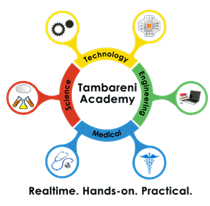 Technology
Tambareni
Academy
Science
Engineering
Medical
Realtime. Hands-on. Practical.